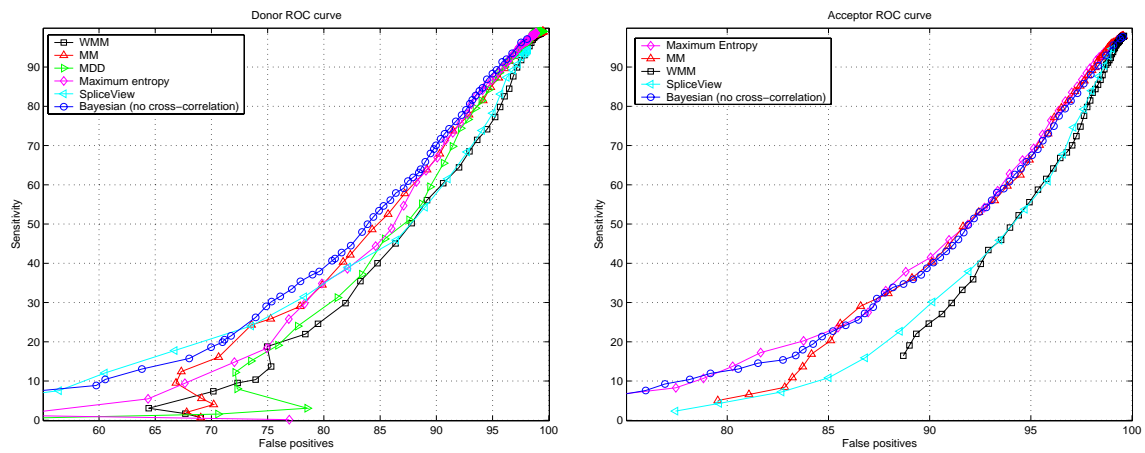 Donor ROC curve
WMM
MM
MDD
Maximum entropy
SpliceView
Bayesian (no cross−correlation)
90
80
70
60
50
40
30
20
10
0
Sensitivity
60
65
70
75
80
85
90
95
100
False positives
Acceptor ROC curve
Maximum Entropy
MM
WMM
SpliceView
Bayesian (no cross−correlation)
90
80
70
60
50
40
30
20
10
0
Sensitivity
80
85
90
95
100
False positives